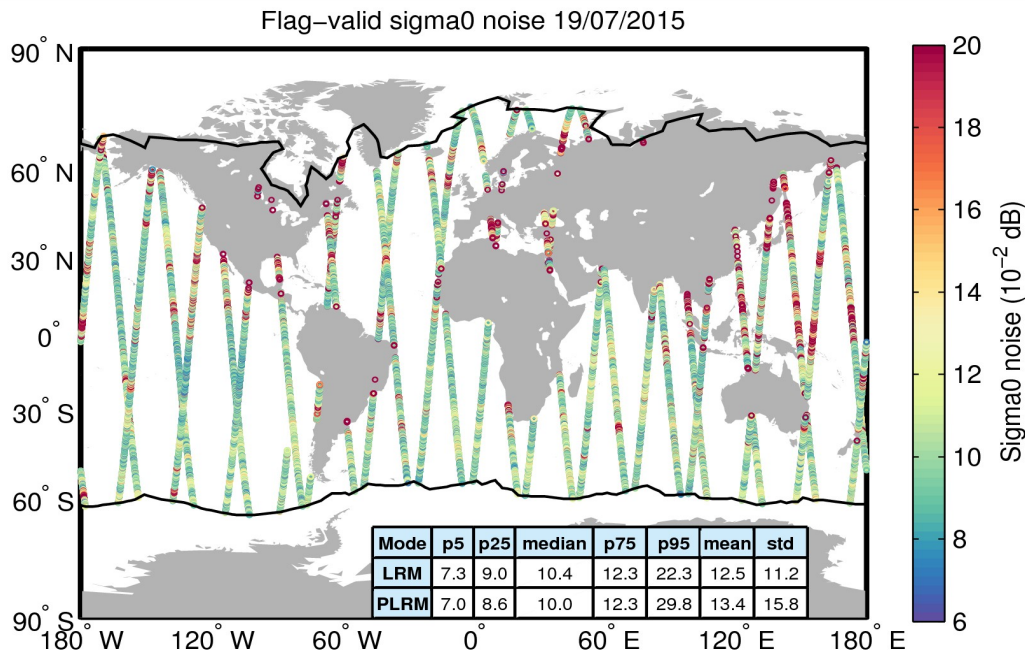 Flag−valid sigma0 noise 19/07/2015
90° N
60° N
30° N
0°
30° S
60° S
90° S
180° W 120° W 60° W 0° 60° E 120° E 180° E
Mode p5 p25 median p75 p95 mean std
LRM 7.3 9.0 10.4 12.3 22.3 12.5 11.2
PLRM 7.0 8.6 10.0 12.3 29.8 13.4 15.8
20
18
16
14
12
10
8
6
Sigma0 noise (10⁻² dB)